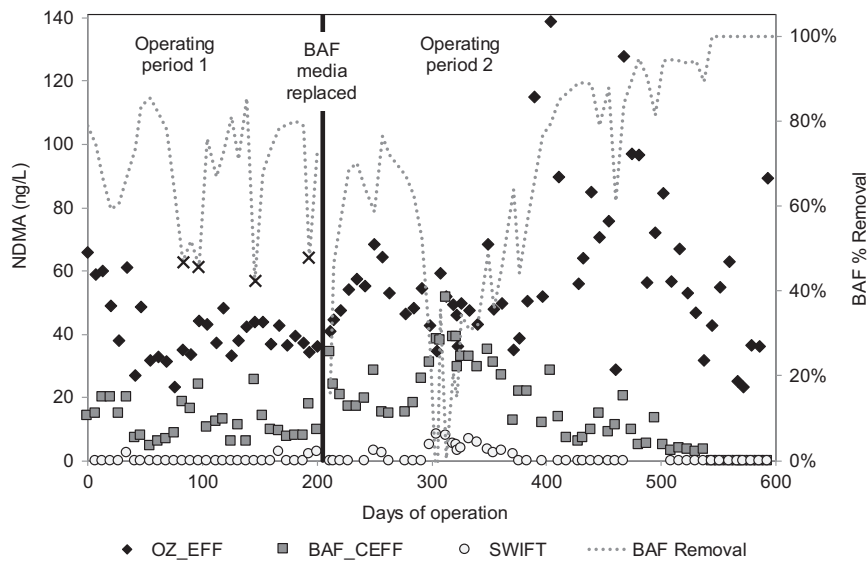 140
120
100
80
60
40
20
0
NDMA (ng/L)
Operating
period 1
BAF
media
replaced
Operating
period 2
100%
80%
60%
40%
20%
0%
BAF % Removal
0 100 200 300 400 500 600
Days of operation
OZ_EFF BAF_CEFF SWIFT BAF Removal